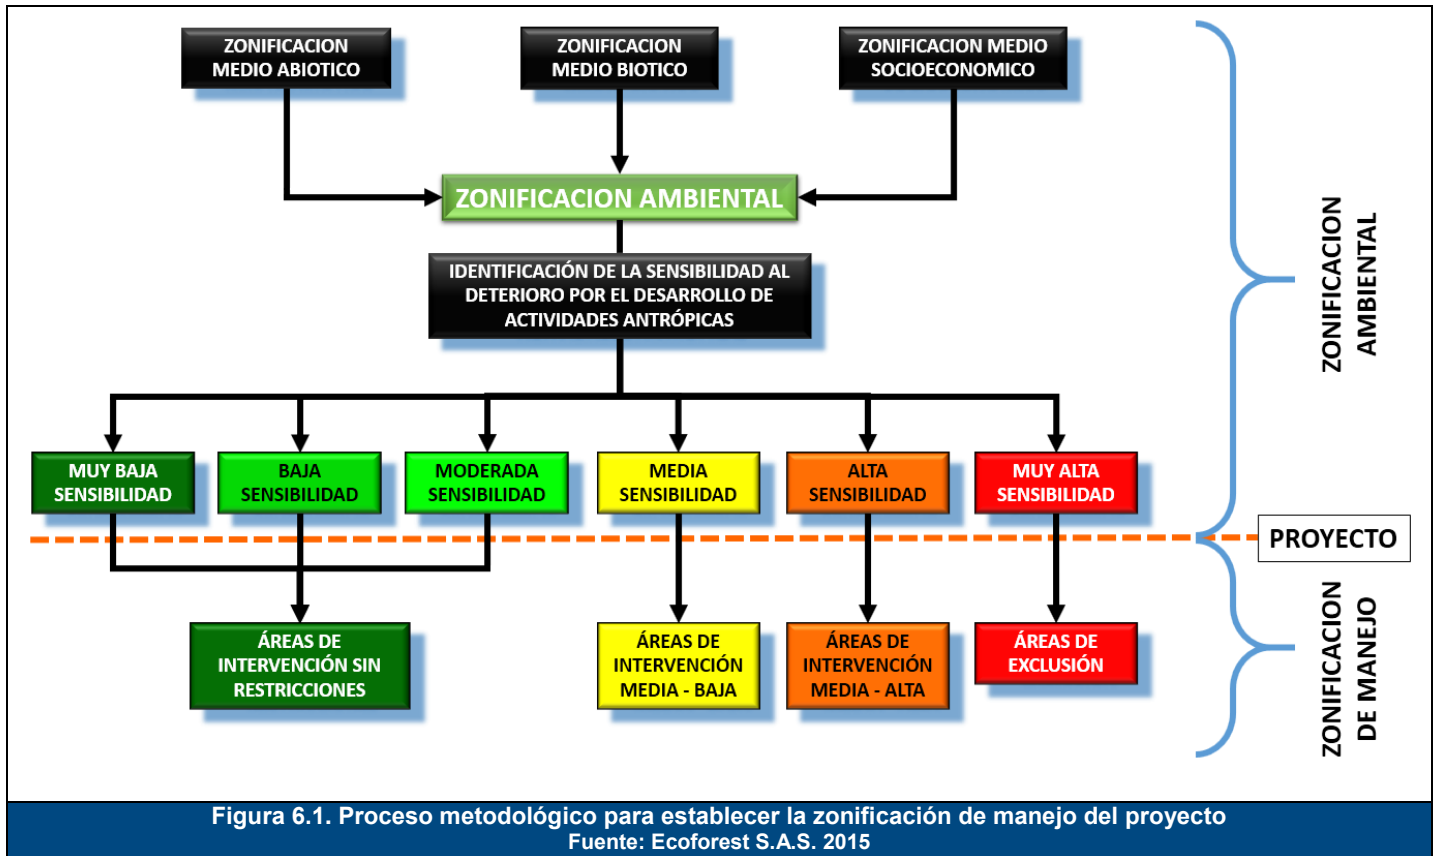 ZONIFICACION
MEDIO ABIOTICO
ZONIFICACION
MEDIO BIOTICO
ZONIFICACION MEDIO
SOCIOECONOMICO
ZONIFICACION AMBIENTAL
IDENTIFICACIÓN DE LA SENSIBILIDAD AL
DETERIORO POR EL DESARROLLO DE
ACTIVIDADES ANTRÓPICAS
ZONIFICACION
AMBIENTAL
MUY BAJA
SENSIBILIDAD
BAJA
SENSIBILIDAD
MODERADA
SENSIBILIDAD
MEDIA
SENSIBILIDAD
ALTA
SENSIBILIDAD
MUY ALTA
SENSIBILIDAD
PROYECTO
ÁREAS DE
INTERVENCIÓN SIN
RESTRICCIONES
ÁREAS DE
INTERVENCIÓN
MEDIA - BAJA
ÁREAS DE
INTERVENCIÓN
MEDIA - ALTA
ÁREAS DE
EXCLUSIÓN
ZONIFICACION
DE MANEJO
Figura 6.1. Proceso metodológico para establecer la zonificación de manejo del proyecto
Fuente: Ecoforest S.A.S. 2015